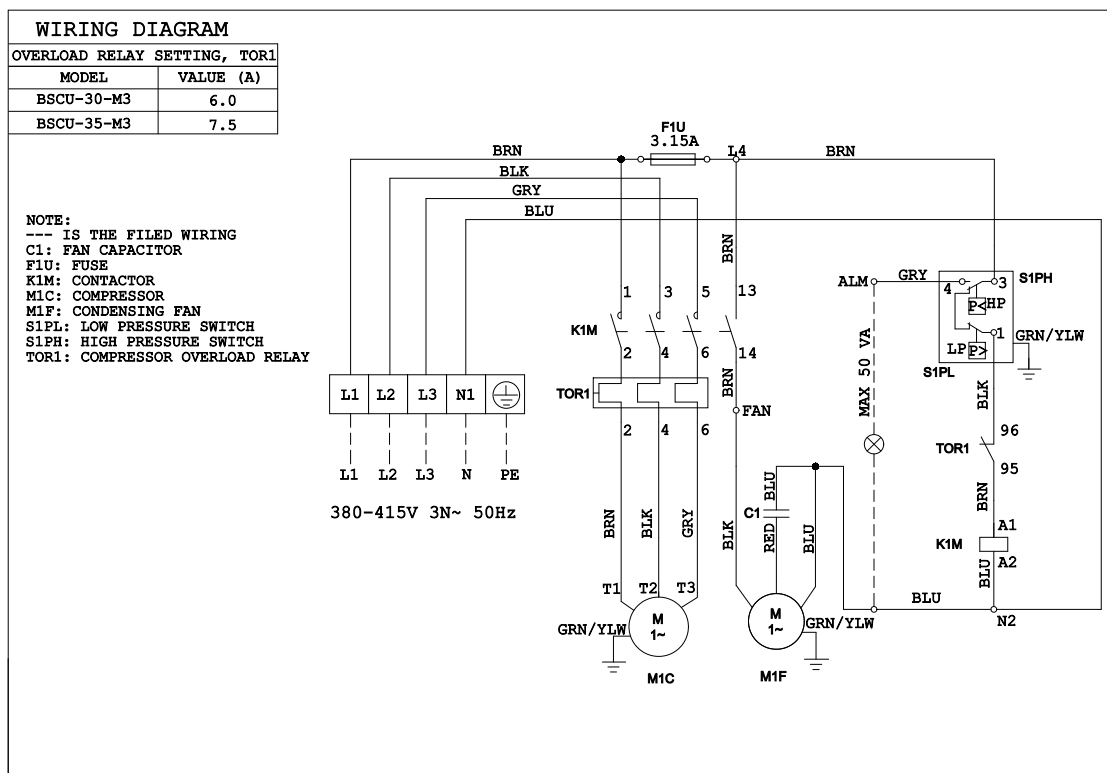 WIRING DIAGRAM
OVERLOAD RELAY SETTING, TOR1
MODEL VALUE (A)
BSCU-30-M3 6.0
BSCU-35-M3 7.5
NOTE:
--- IS THE FILED WIRING
C1: FAN CAPACITOR
F1U: FUSE
K1M: CONTACTOR
M1C: COMPRESSOR
M1F: CONDENSING FAN
S1PL: LOW PRESSURE SWITCH
S1PH: HIGH PRESSURE SWITCH
TOR1: COMPRESSOR OVERLOAD RELAY
F1U
3.15A
BRN L4 BRN
BLK
GRY
BLU
BRN
ALM GRY 4 3 S1PH
P< HP
1 3 5 13
K1M
2 4 6 14
1 GRN/YLW
LP P>
S1PL
L1 L2 L3 N1
TOR1
BRN
FAN
2 4 6
MAX 50 VA
BLK
L1 L2 L3 N PE
380-415V 3N~ 50Hz
TOR1 96
95
BRN
BRN BLK GRY BLK
C1 BLU
RED BLU
K1M A1
A2
BLU
T1 T2 T3
M
1~
GRN/YLW
M1C
M
1~
GRN/YLW
M1F
BLU
N2